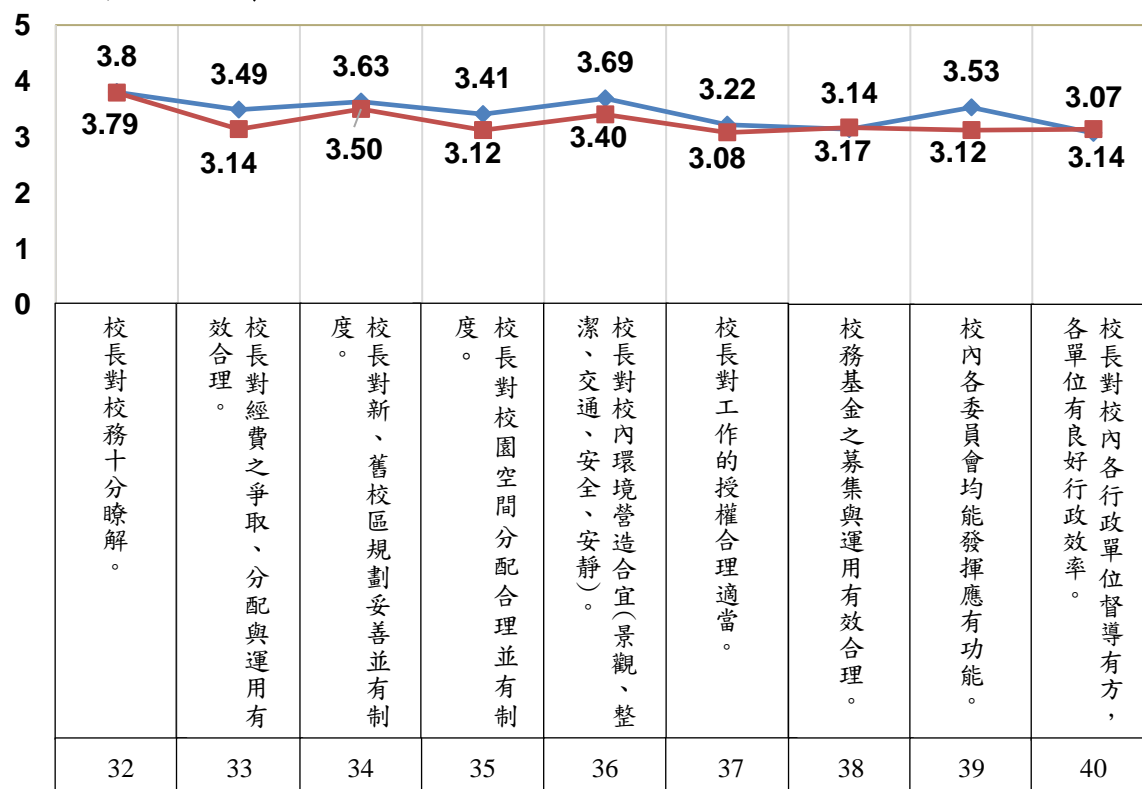 5
4
3
2
1
0
3.8
3.49
3.63
3.41
3.69
3.22
3.14
3.53
3.07
3.79
3.14
3.50
3.12
3.40
3.08
3.17
3.12
3.14
校長對校務十分瞭解。
校長對經費之爭取、分配與運用有
效合理。
校長對新、舊校區規劃妥善並有制
度。
校長對校園空間分配合理並有制
度。
校長對校內環境營造合宜(景觀、整
潔、交通、安全、安靜)。
校長對工作的授權合理適當。
校務基金之募集與運用有效合理。
校內各委員會均能發揮應有功能。
校長對校內各行政單位督導有方，
各單位有良好行政效率。
32
33
34
35
36
37
38
39
40